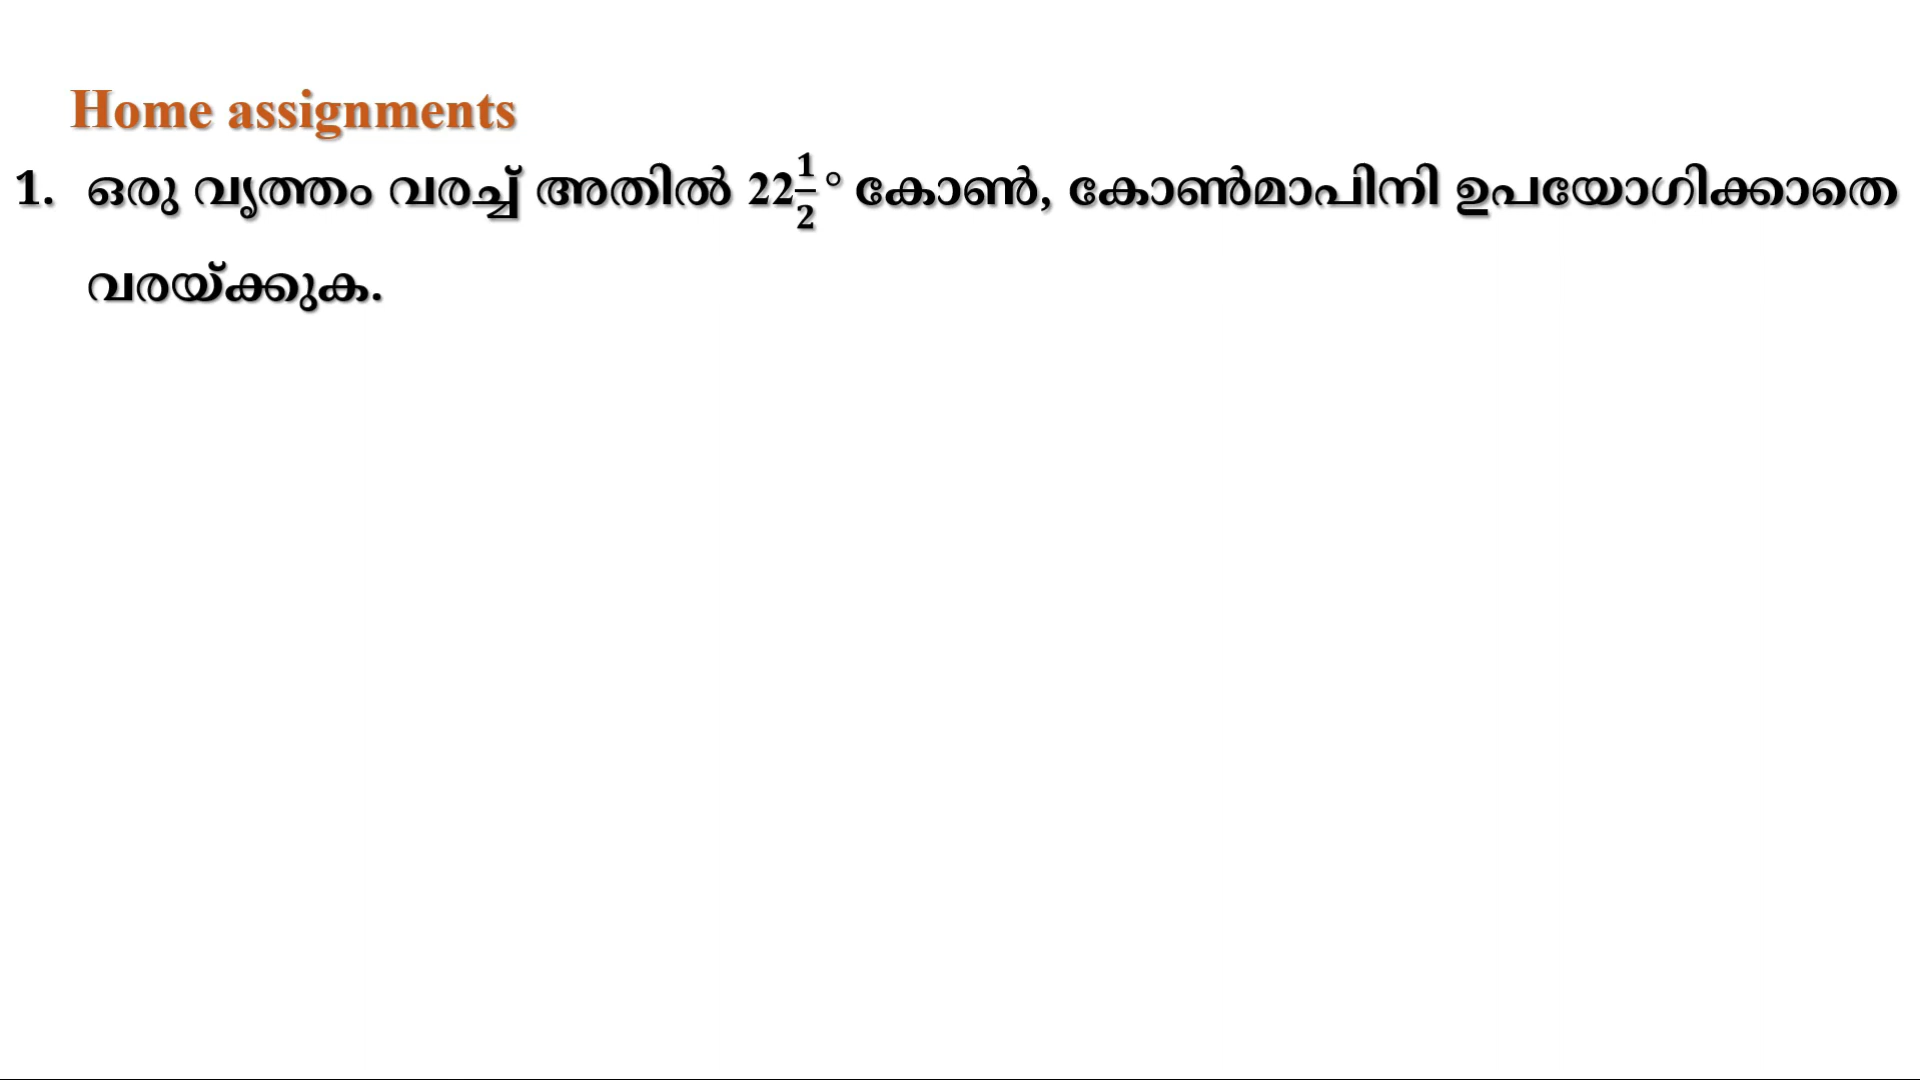 Home assignments
1. ഒരു വൃത്തം വരച്ച് അതിൽ 22½° കോൺ, കോൺമാപിനി ഉപയോഗിക്കാതെ
വരയ്ക്കുക.